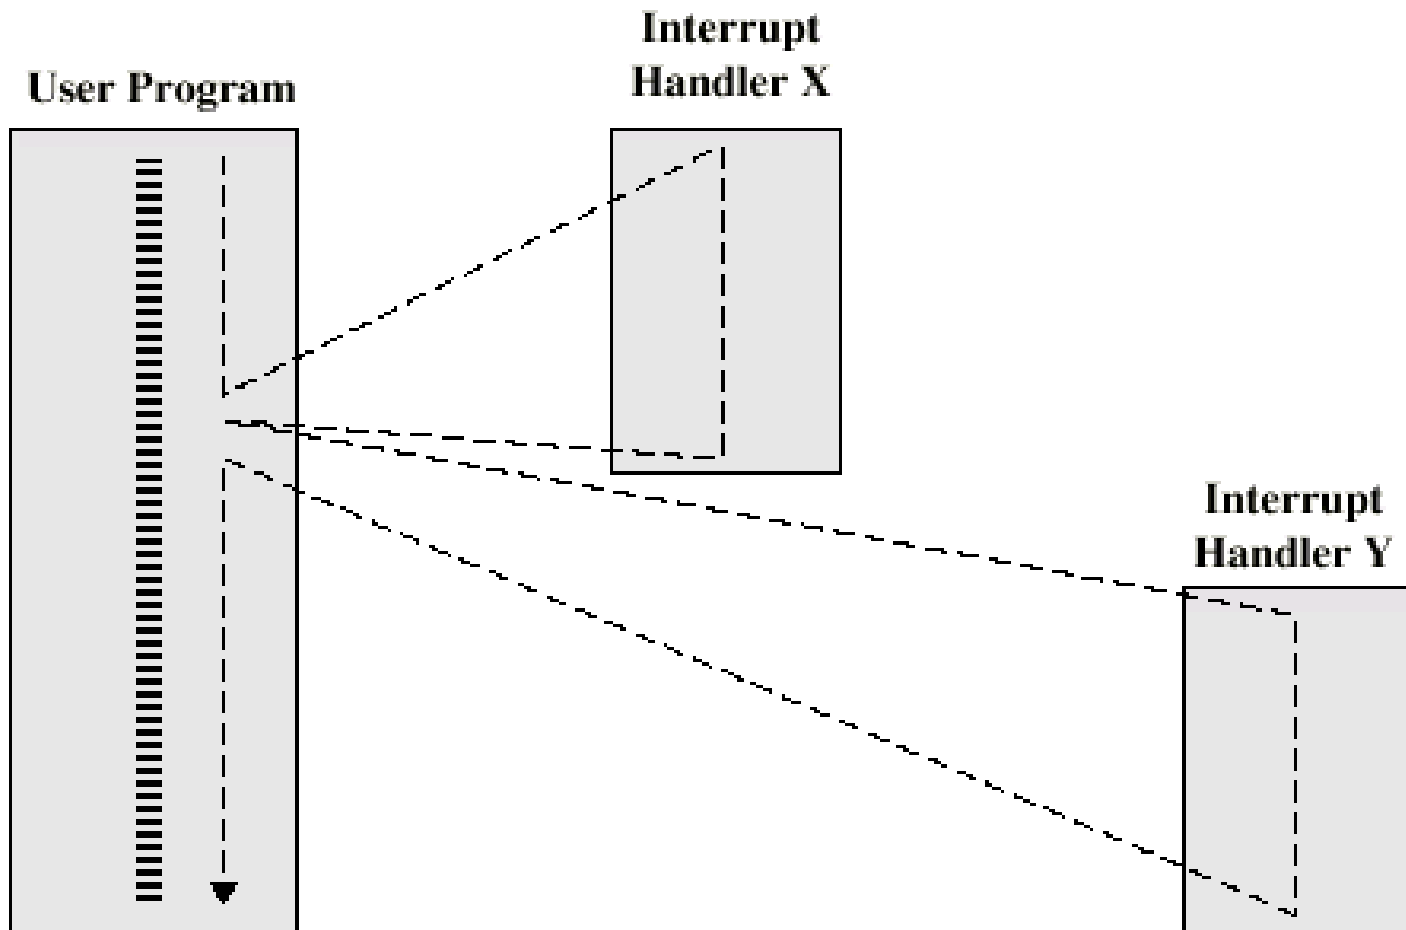 User Program
Interrupt
Handler X
Interrupt
Handler Y